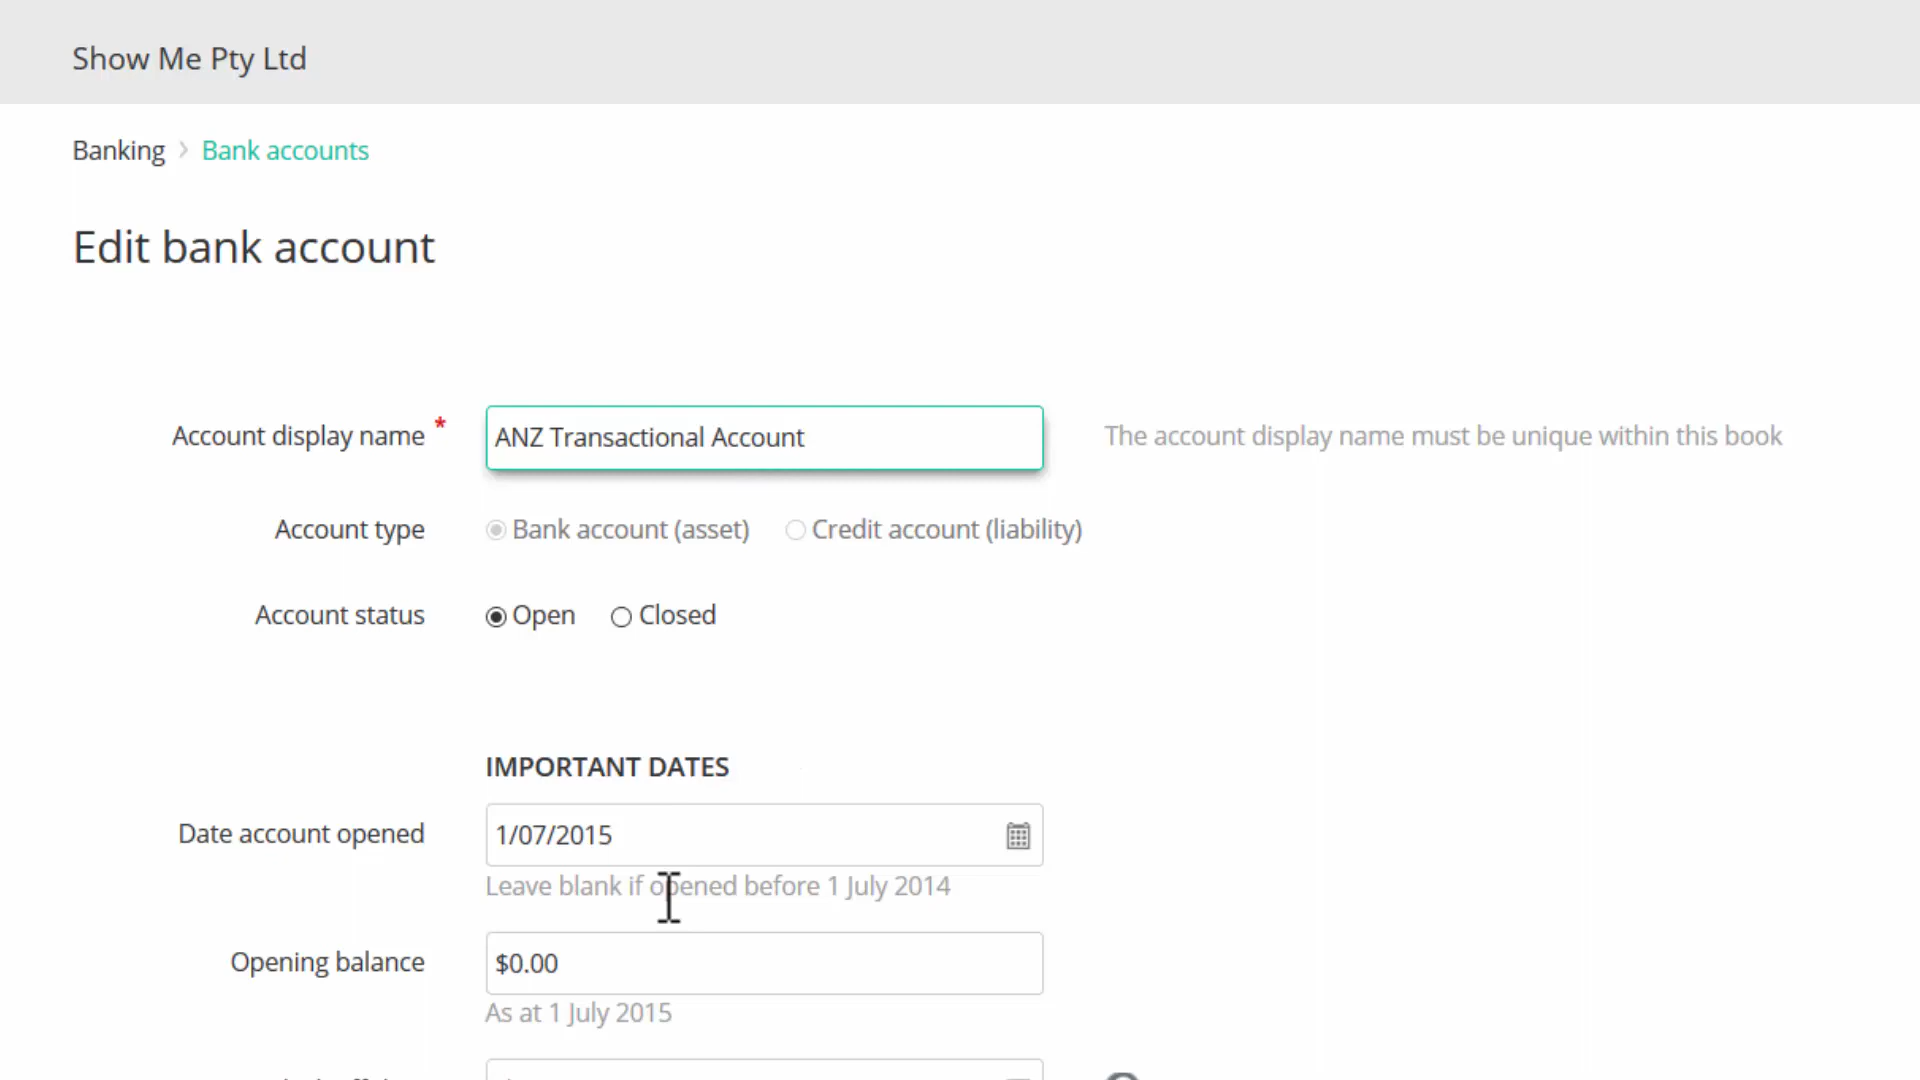 Show Me Pty Ltd
Banking > Bank accounts
Edit bank account
Account display name * ANZ Transactional Account The account display name must be unique within this book
Account type Bank account (asset) Credit account (liability)
Account status Open Closed
IMPORTANT DATES
Date account opened 1/07/2015
Leave blank if opened before 1 July 2014
Opening balance $0.00
As at 1 July 2015